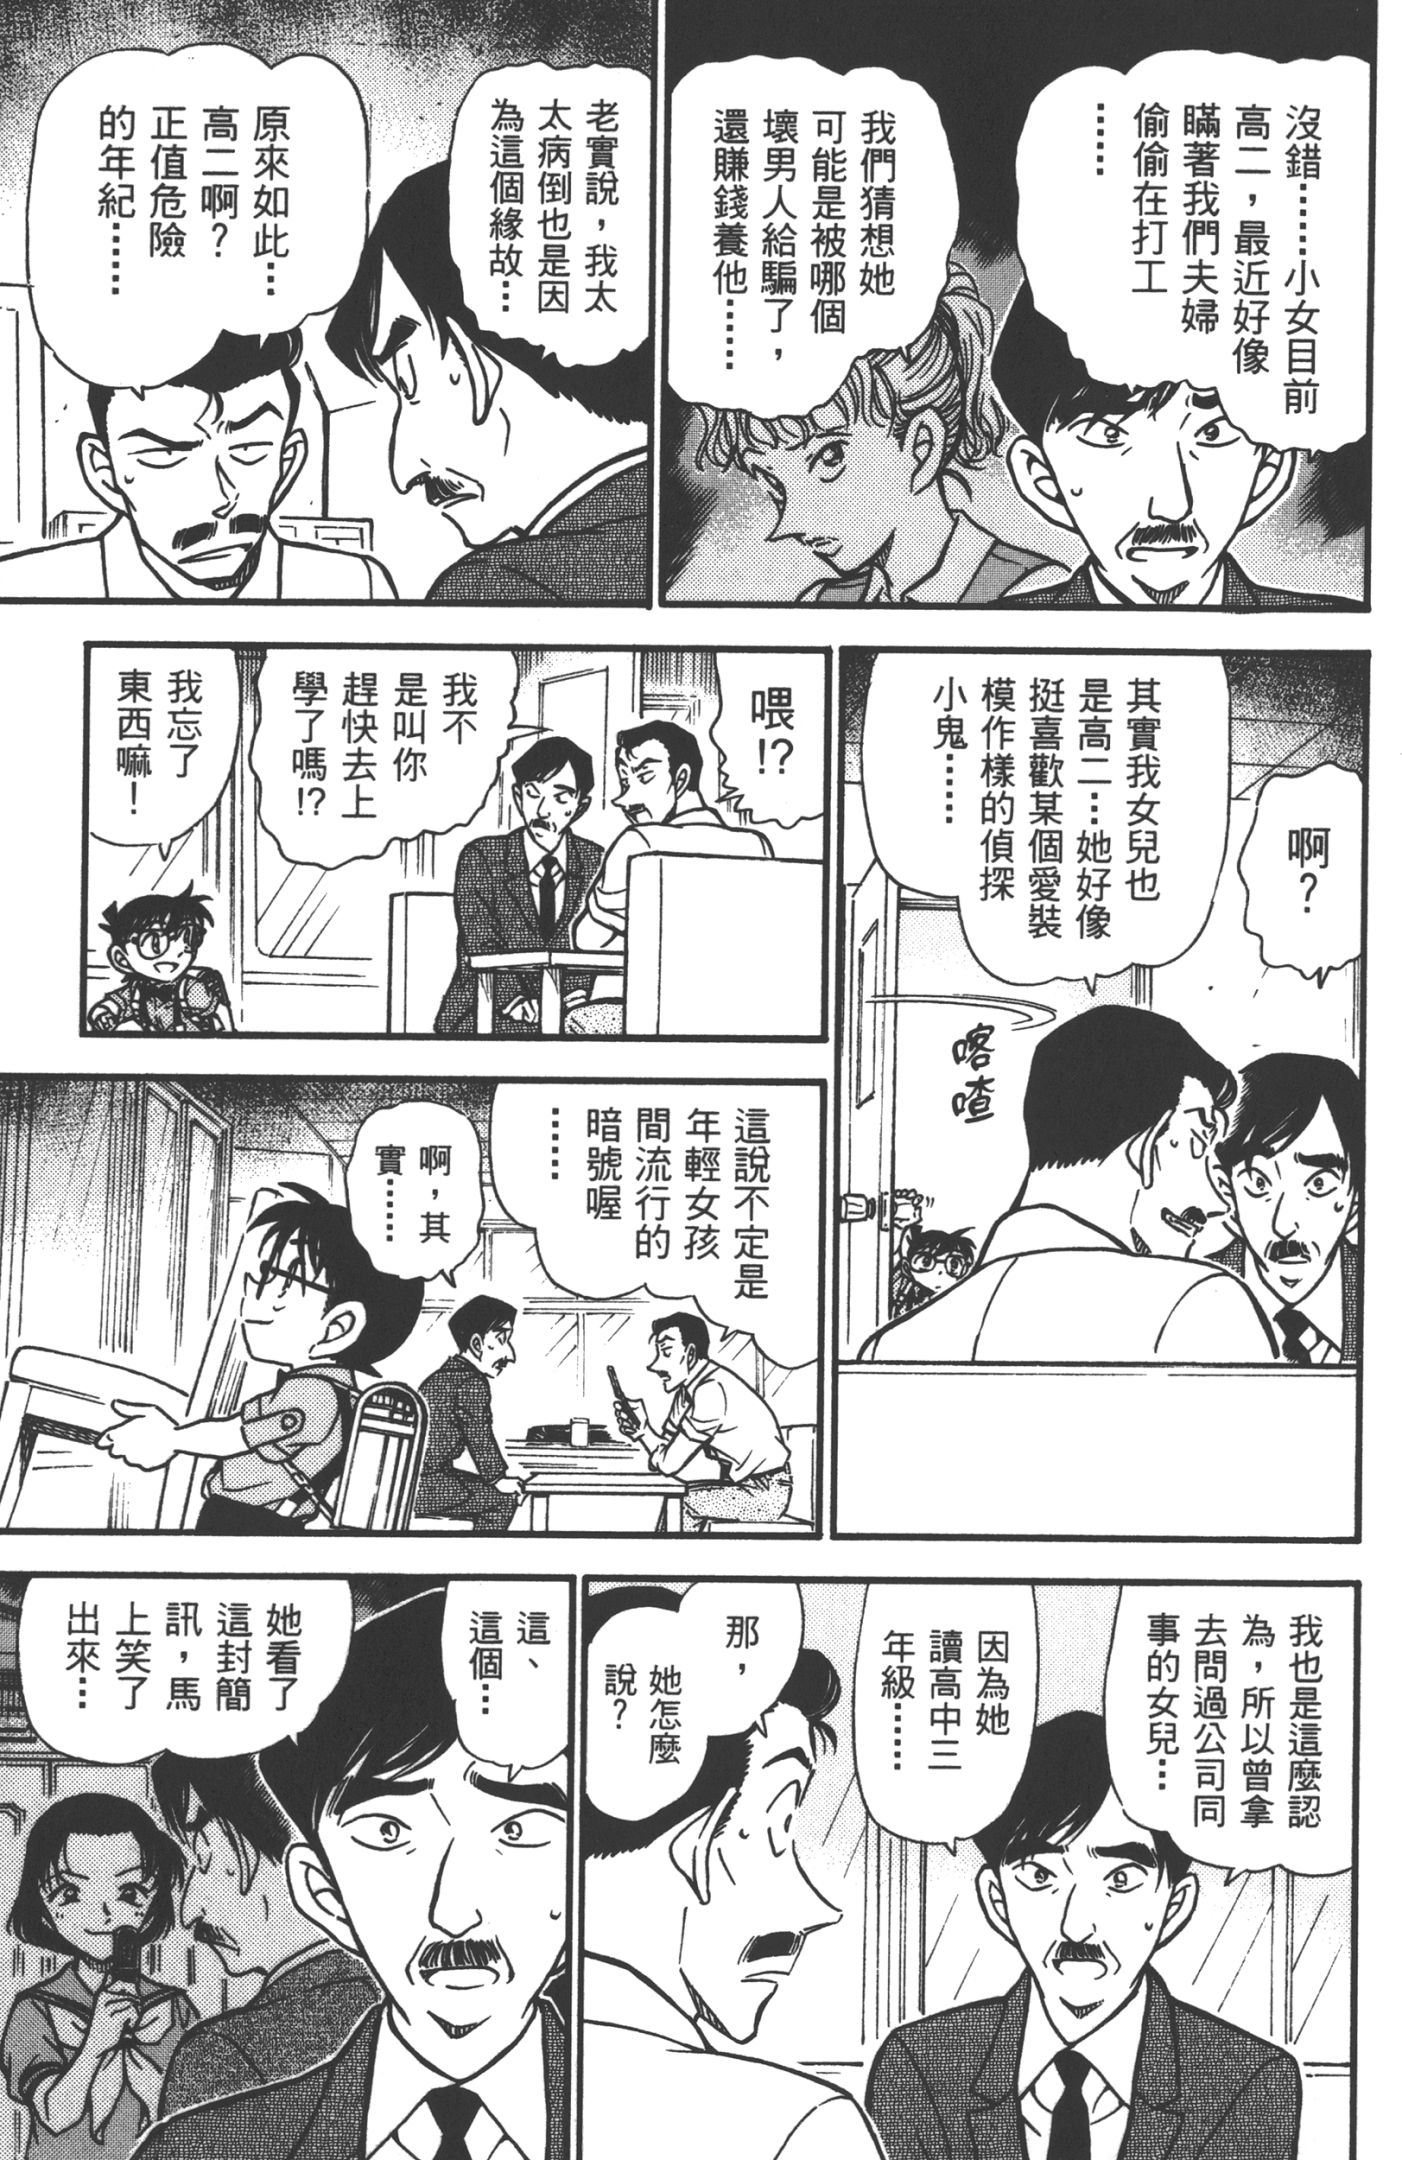 沒錯……小女目前
高二，最近好像
瞞著我們夫婦
偷偷在打工
……
我們猜想她
可能是被哪個
壞男人給騙了，
還賺錢養他……
老實說，我太
太病倒也是因
為這個緣故…
原來如此…
高二啊？
正值危險
的年紀……
啊？
其實我女兒也
是高二…她好像
挺喜歡某個愛裝
模作樣的偵探
小鬼……
喀喳
喂!?
我不
是叫你
趕快去上
學了嗎!?
我忘了
東西嘛！
這說不定是
年輕女孩
間流行的
暗號喔
……
啊，其
實……
我也是這麼認
為，所以曾拿
去問過公司同
事的女兒…
因為她
讀高中三
年級……
那，
她怎麼
說？
這、
這個…
她看了
這封簡
訊，馬
上笑了
出來…